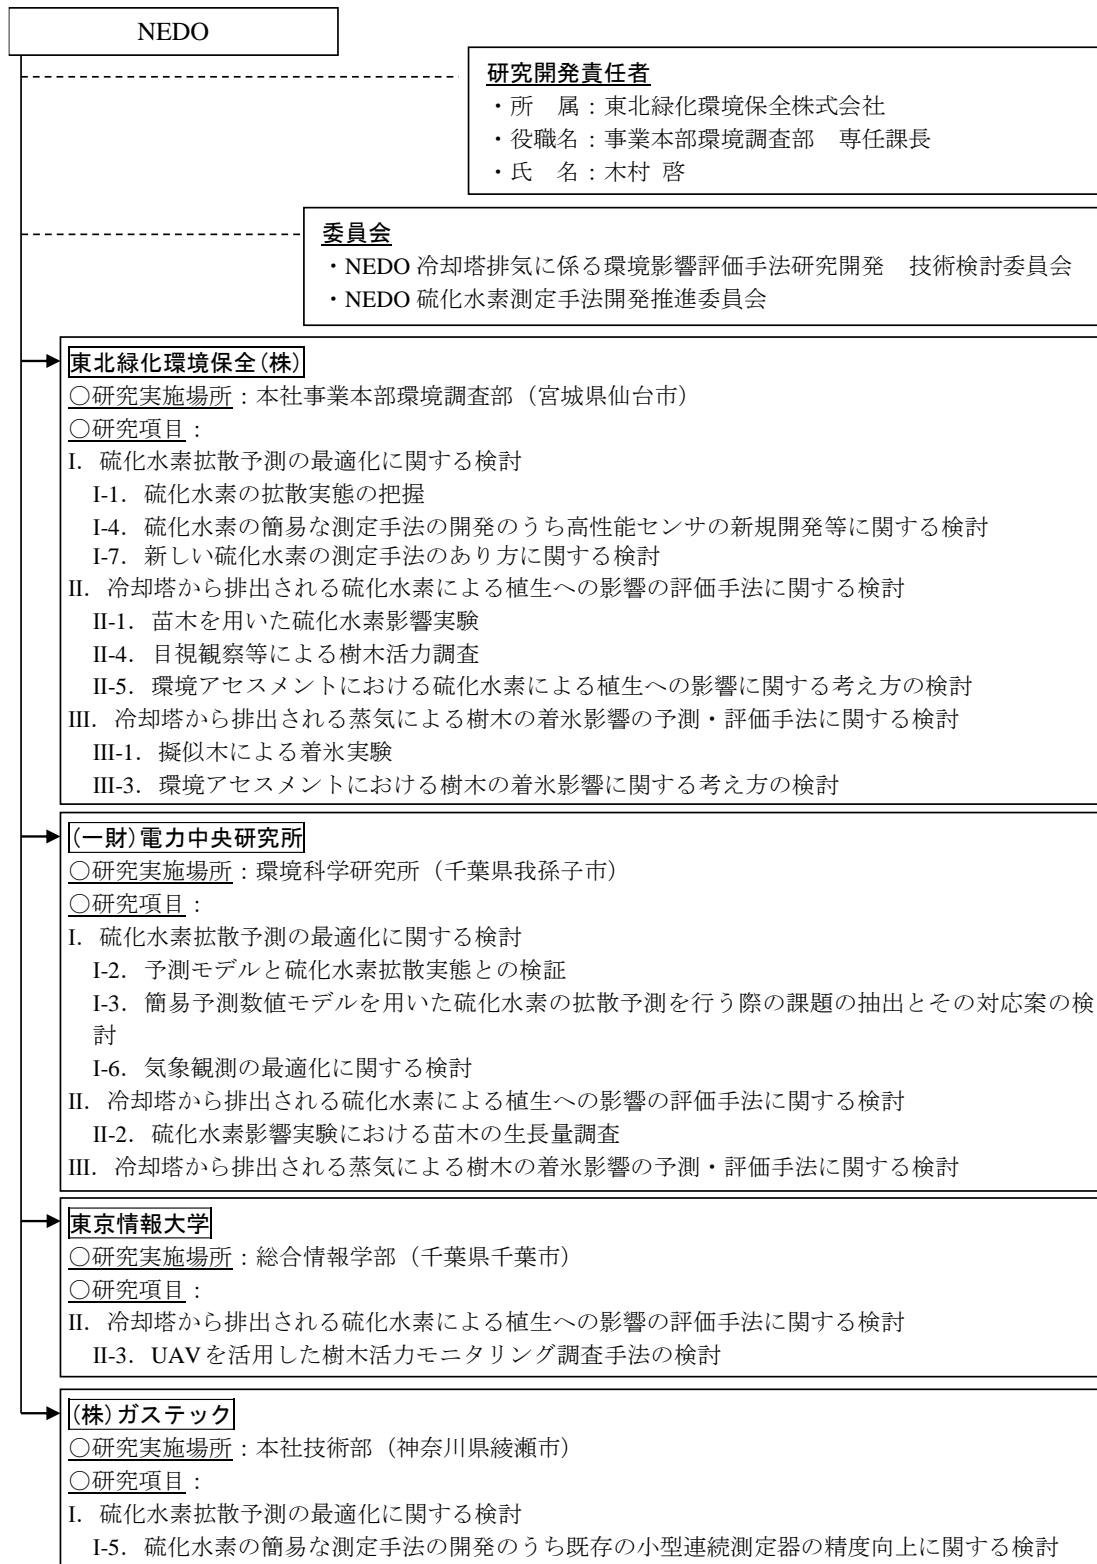 NEDO
研究開発責任者
・所　属：東北緑化環境保全株式会社
・役職名：事業本部環境調査部　専任課長
・氏　名：木村 啓
委員会
・NEDO 冷却塔排気に係る環境影響評価手法研究開発　技術検討委員会
・NEDO 硫化水素測定手法開発推進委員会
東北緑化環境保全(株)
〇研究実施場所：本社事業本部環境調査部（宮城県仙台市）
〇研究項目：
I. 硫化水素拡散予測の最適化に関する検討
I-1. 硫化水素の拡散実態の把握
I-4. 硫化水素の簡易な測定手法の開発のうち高性能センサの新規開発等に関する検討
I-7. 新しい硫化水素の測定手法のあり方に関する検討
II. 冷却塔から排出される硫化水素による植生への影響の評価手法に関する検討
II-1. 苗木を用いた硫化水素影響実験
II-4. 目視観察等による樹木活力調査
II-5. 環境アセスメントにおける硫化水素による植生への影響に関する考え方の検討
III. 冷却塔から排出される蒸気による樹木の着氷影響の予測・評価手法に関する検討
III-1. 擬似木による着氷実験
III-3. 環境アセスメントにおける樹木の着氷影響に関する考え方の検討
(一財)電力中央研究所
〇研究実施場所：環境科学研究所（千葉県我孫子市）
〇研究項目：
I. 硫化水素拡散予測の最適化に関する検討
I-2. 予測モデルと硫化水素拡散実態との検証
I-3. 簡易予測数値モデルを用いた硫化水素の拡散予測を行う際の課題の抽出とその対応案の検
討
I-6. 気象観測の最適化に関する検討
II. 冷却塔から排出される硫化水素による植生への影響の評価手法に関する検討
II-2. 硫化水素影響実験における苗木の生長量調査
III. 冷却塔から排出される蒸気による樹木の着氷影響の予測・評価手法に関する検討
東京情報大学
〇研究実施場所：総合情報学部（千葉県千葉市）
〇研究項目：
II. 冷却塔から排出される硫化水素による植生への影響の評価手法に関する検討
II-3. UAVを活用した樹木活力モニタリング調査手法の検討
(株)ガステック
〇研究実施場所：本社技術部（神奈川県綾瀬市）
〇研究項目：
I. 硫化水素拡散予測の最適化に関する検討
I-5. 硫化水素の簡易な測定手法の開発のうち既存の小型連続測定器の精度向上に関する検討